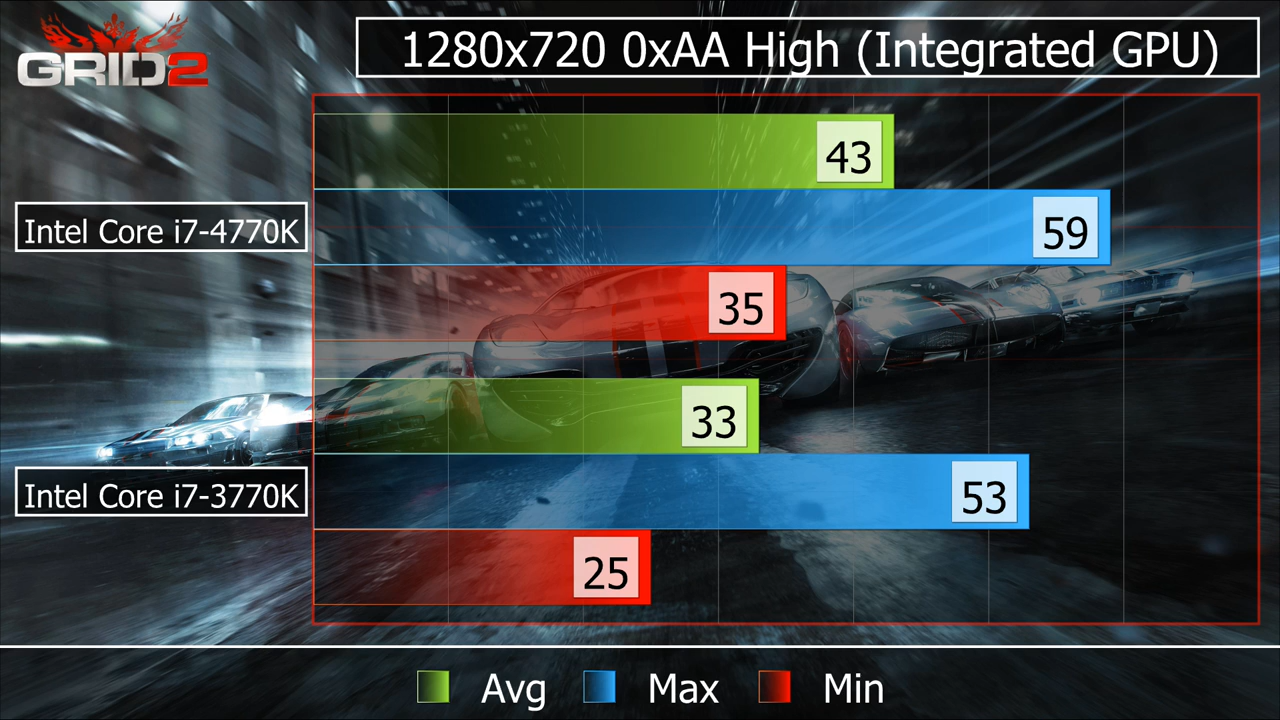 GRID2
1280x720 0xAA High (Integrated GPU)
43
Intel Core i7-4770K
59
35
33
Intel Core i7-3770K
53
25
Avg Max Min